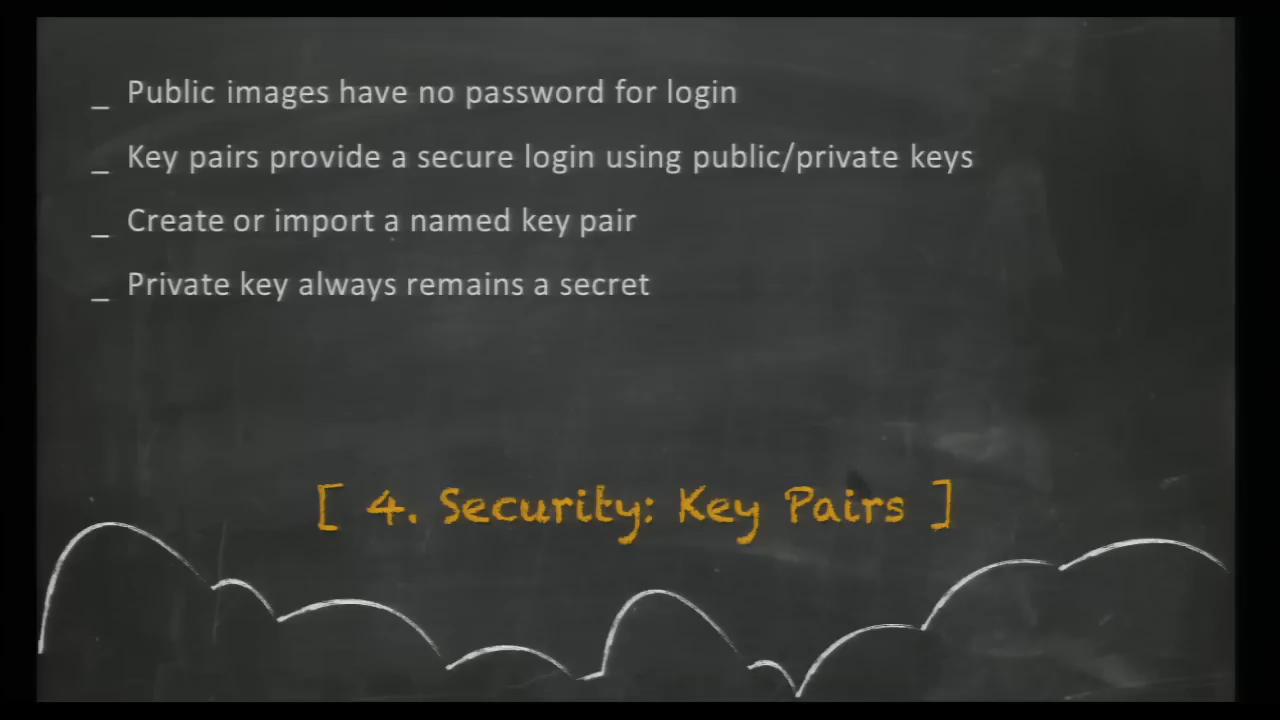 _ Public images have no password for login
_ Key pairs provide a secure login using public/private keys
_ Create or import a named key pair
_ Private key always remains a secret
[ 4. Security: Key Pairs ]